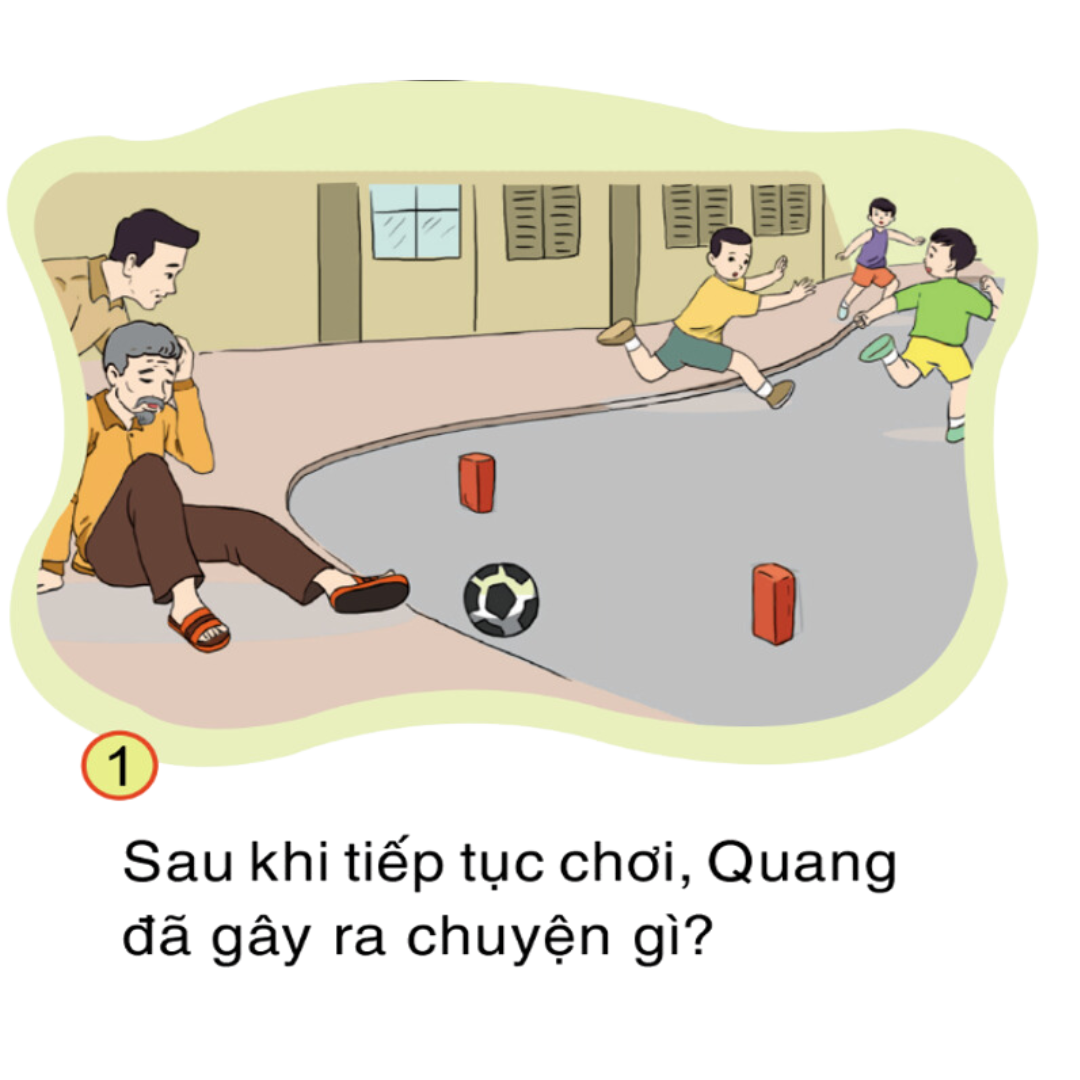 1
Sau khi tiếp tục chơi, Quang
đã gây ra chuyện gì?